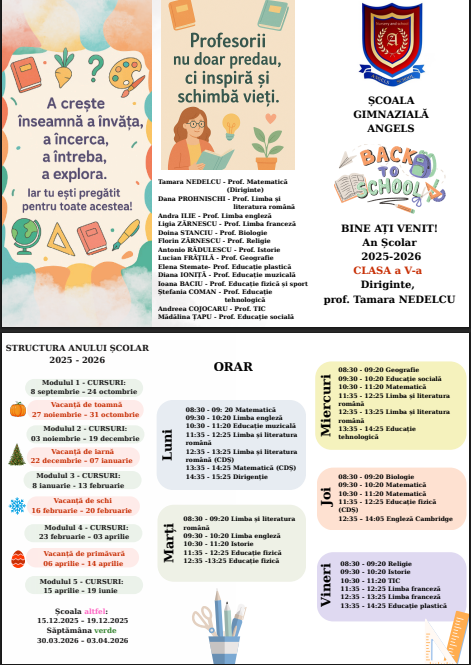 A crește
înseamnă a învăța,
a încerca,
a întreba,
a explora.
Iar tu ești pregătit
pentru toate acestea!
Profesorii
nu doar predau,
ci inspiră și
schimbă vieți.
Tamara NEDELCU - Prof. Matematică
(Diriginte)
Dana PROHNISCHI - Prof. Limba și
literatura română
Andra ILIE - Prof. Limba engleză
Ligia ZĂRNESCU - Prof. Limba franceză
Doina STANCIU - Prof. Biologie
Florin ZĂRNESCU - Prof. Religie
Antonio RĂDULESCU - Prof. Istorie
Lucian FRĂȚILĂ - Prof. Geografie
Elena Stemate- Prof. Educație plastică
Diana IONIȚĂ - Prof. Educație muzicală
Ioana BACIU - Prof. Educație fizică și sport
Ștefania COMAN - Prof. Educație
tehnologică
Andreea COJOCARU - Prof. TIC
Mădălina ȚAPU - Prof. Educație socială
A
ȘCOALA
GIMNAZIALĂ
ANGELS
BACK
TO
SCHOOL!
BINE AȚI VENIT!
An Școlar
2025-2026
CLASA a V-a
Diriginte,
prof. Tamara NEDELCU
STRUCTURA ANULUI ȘCOLAR
2025 - 2026
Modulul 1 - CURSURI:
8 septembrie – 24 octombrie
Vacanță de toamnă
27 noiembrie – 31 octombrie
Modulul 2 - CURSURI:
03 noiembrie – 19 decembrie
Vacanța de iarnă
22 decembrie – 07 ianuarie
Modulul 3 - CURSURI:
8 ianuarie - 13 februarie
Vacanța de schi
16 februarie – 20 februarie
Modulul 4 - CURSURI:
23 februarie – 03 aprilie
Vacanță de primăvară
06 aprilie – 14 aprilie
Modulul 5 - CURSURI:
15 aprilie – 19 iunie
Școala altfel:
15.12.2025 – 19.12.2025
Săptămâna verde
30.03.2026 – 03.04.2026
ORAR
Luni
08:30 - 09: 20 Matematică
09:30 - 10:20 Limba engleză
10:30 - 11:20 Educație muzicală
11:35 - 12:25 Limba și literatura
română
12:35 - 13:25 Limba și literatura
română (CDȘ)
13:35 - 14:25 Matematică (CDȘ)
14:35 - 15:25 Dirigenție
Marți
08:30 - 09:20 Limba și literatura
română
09:30 - 10:20 Limba engleză
10:30 - 11:20 Istorie
11:35 - 12:25 Educație fizică
12:35 -13:25 Educație fizică
Miercuri
08:30 - 09:20 Geografie
09:30 - 10:20 Educație socială
10:30 - 11:20 Matematică
11:35 - 12:25 Limba și literatura
română
12:35 - 13:25 Limba și literatura
română
13:35 - 14:25 Educație
tehnologică
Joi
08:30 - 09:20 Biologie
09:30 - 10:20 Matematică
10:30 - 11:20 Matematică
11:35 - 12:25 Engleză
(CDȘ)
12:35 - 14:05 Engleză Cambridge
Vineri
08:30 - 09:20 Religie
09:30 - 10:20 Istorie
10:30 - 11:20 TIC
11:35 - 12:25 Limba franceză
12:35 - 13:25 Limba franceză
13:35 - 14:25 Educație plastică